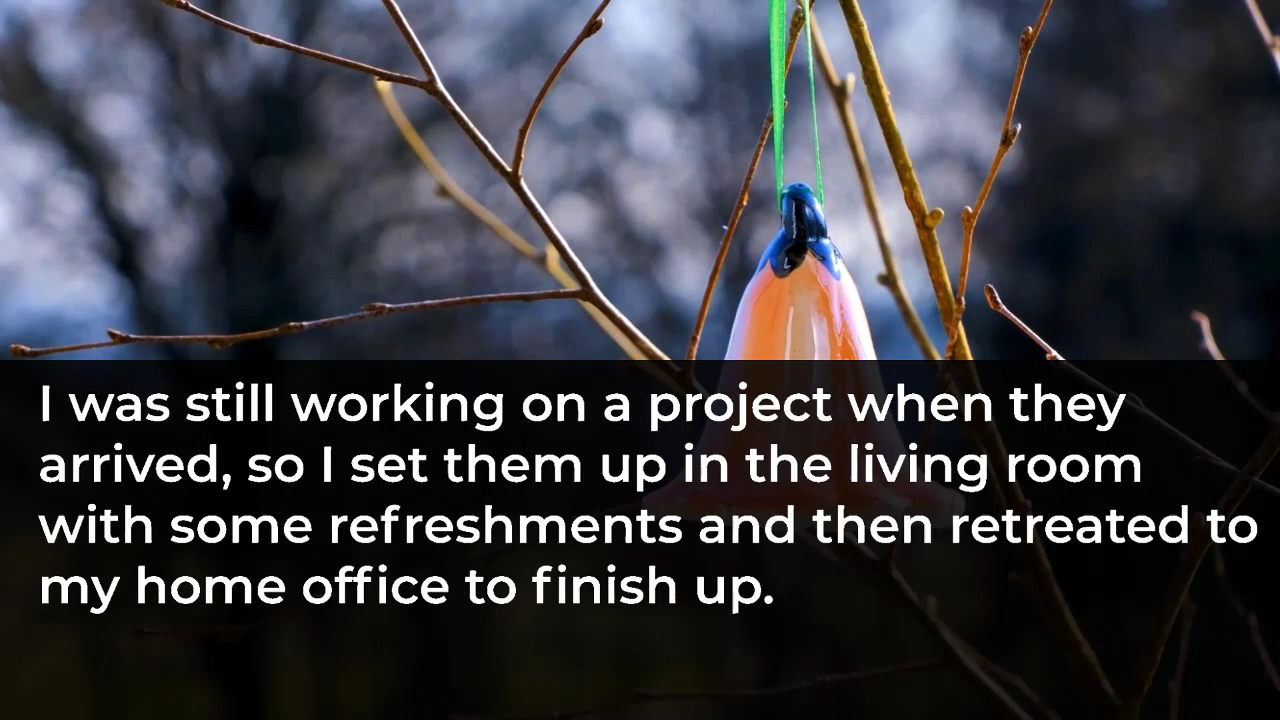 I was still working on a project when they
arrived, so I set them up in the living room
with some refreshments and then retreated to
my home office to finish up.